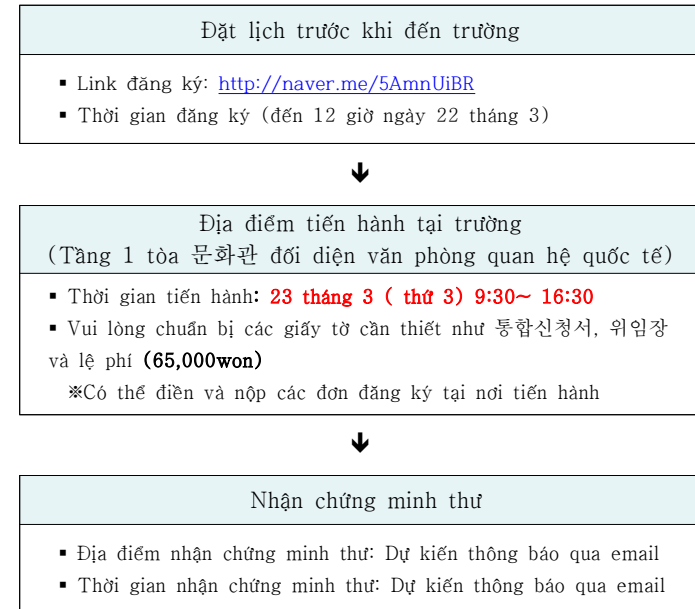 Đặt lịch trước khi đến trường
▪ Link đăng ký: http://naver.me/5AmnUiBR
▪ Thời gian đăng ký (đến 12 giờ ngày 22 tháng 3)
🡻
Địa điểm tiến hành tại trường
(Tầng 1 tòa 문화관 đối diện văn phòng quan hệ quốc tế)
▪ Thời gian tiến hành: 23 tháng 3 ( thứ 3) 9:30~ 16:30
▪ Vui lòng chuẩn bị các giấy tờ cần thiết như 통합신청서, 위임장
và lệ phí (65,000won)
※Có thể điền và nộp các đơn đăng ký tại nơi tiến hành
🡻
Nhận chứng minh thư
▪ Địa điểm nhận chứng minh thư: Dự kiến thông báo qua email
▪ Thời gian nhận chứng minh thư: Dự kiến thông báo qua email